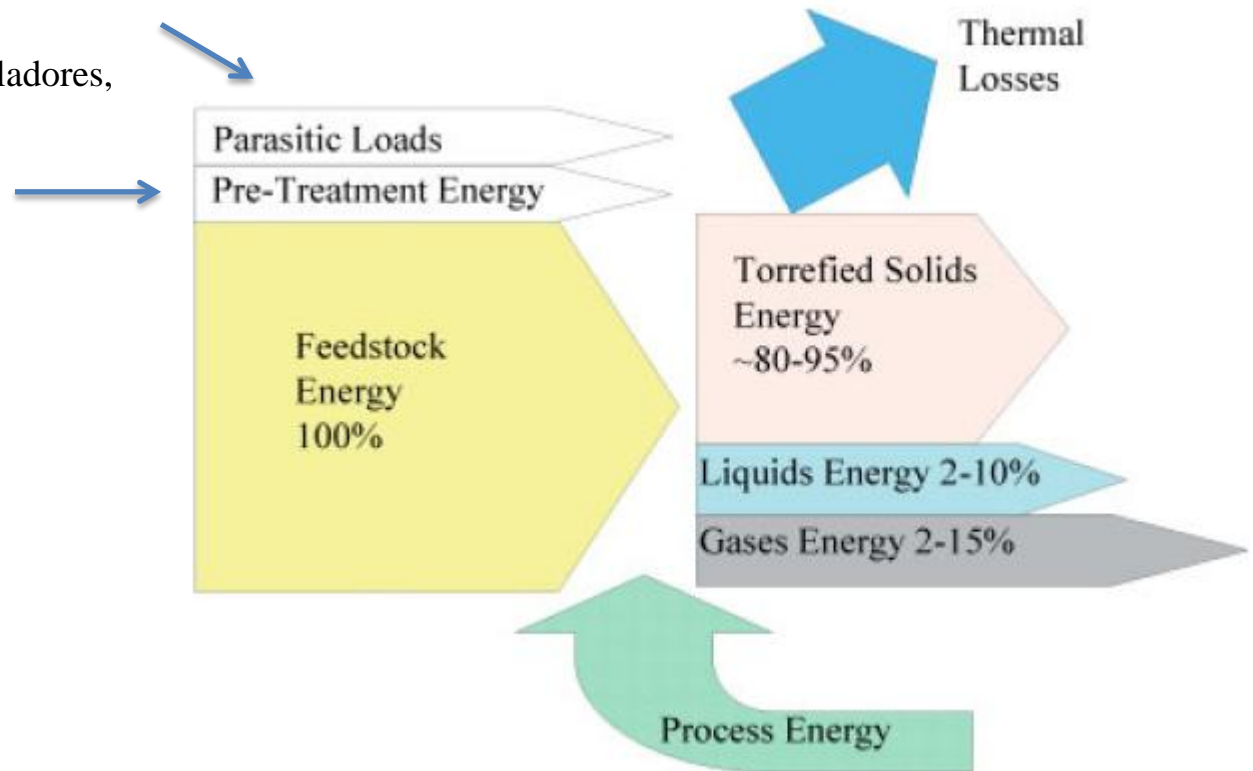 ladores,
Parasitic Loads
Pre-Treatment Energy
Feedstock
Energy
100%
Thermal
Losses
Torrefied Solids
Energy
~80-95%
Liquids Energy 2-10%
Gases Energy 2-15%
Process Energy